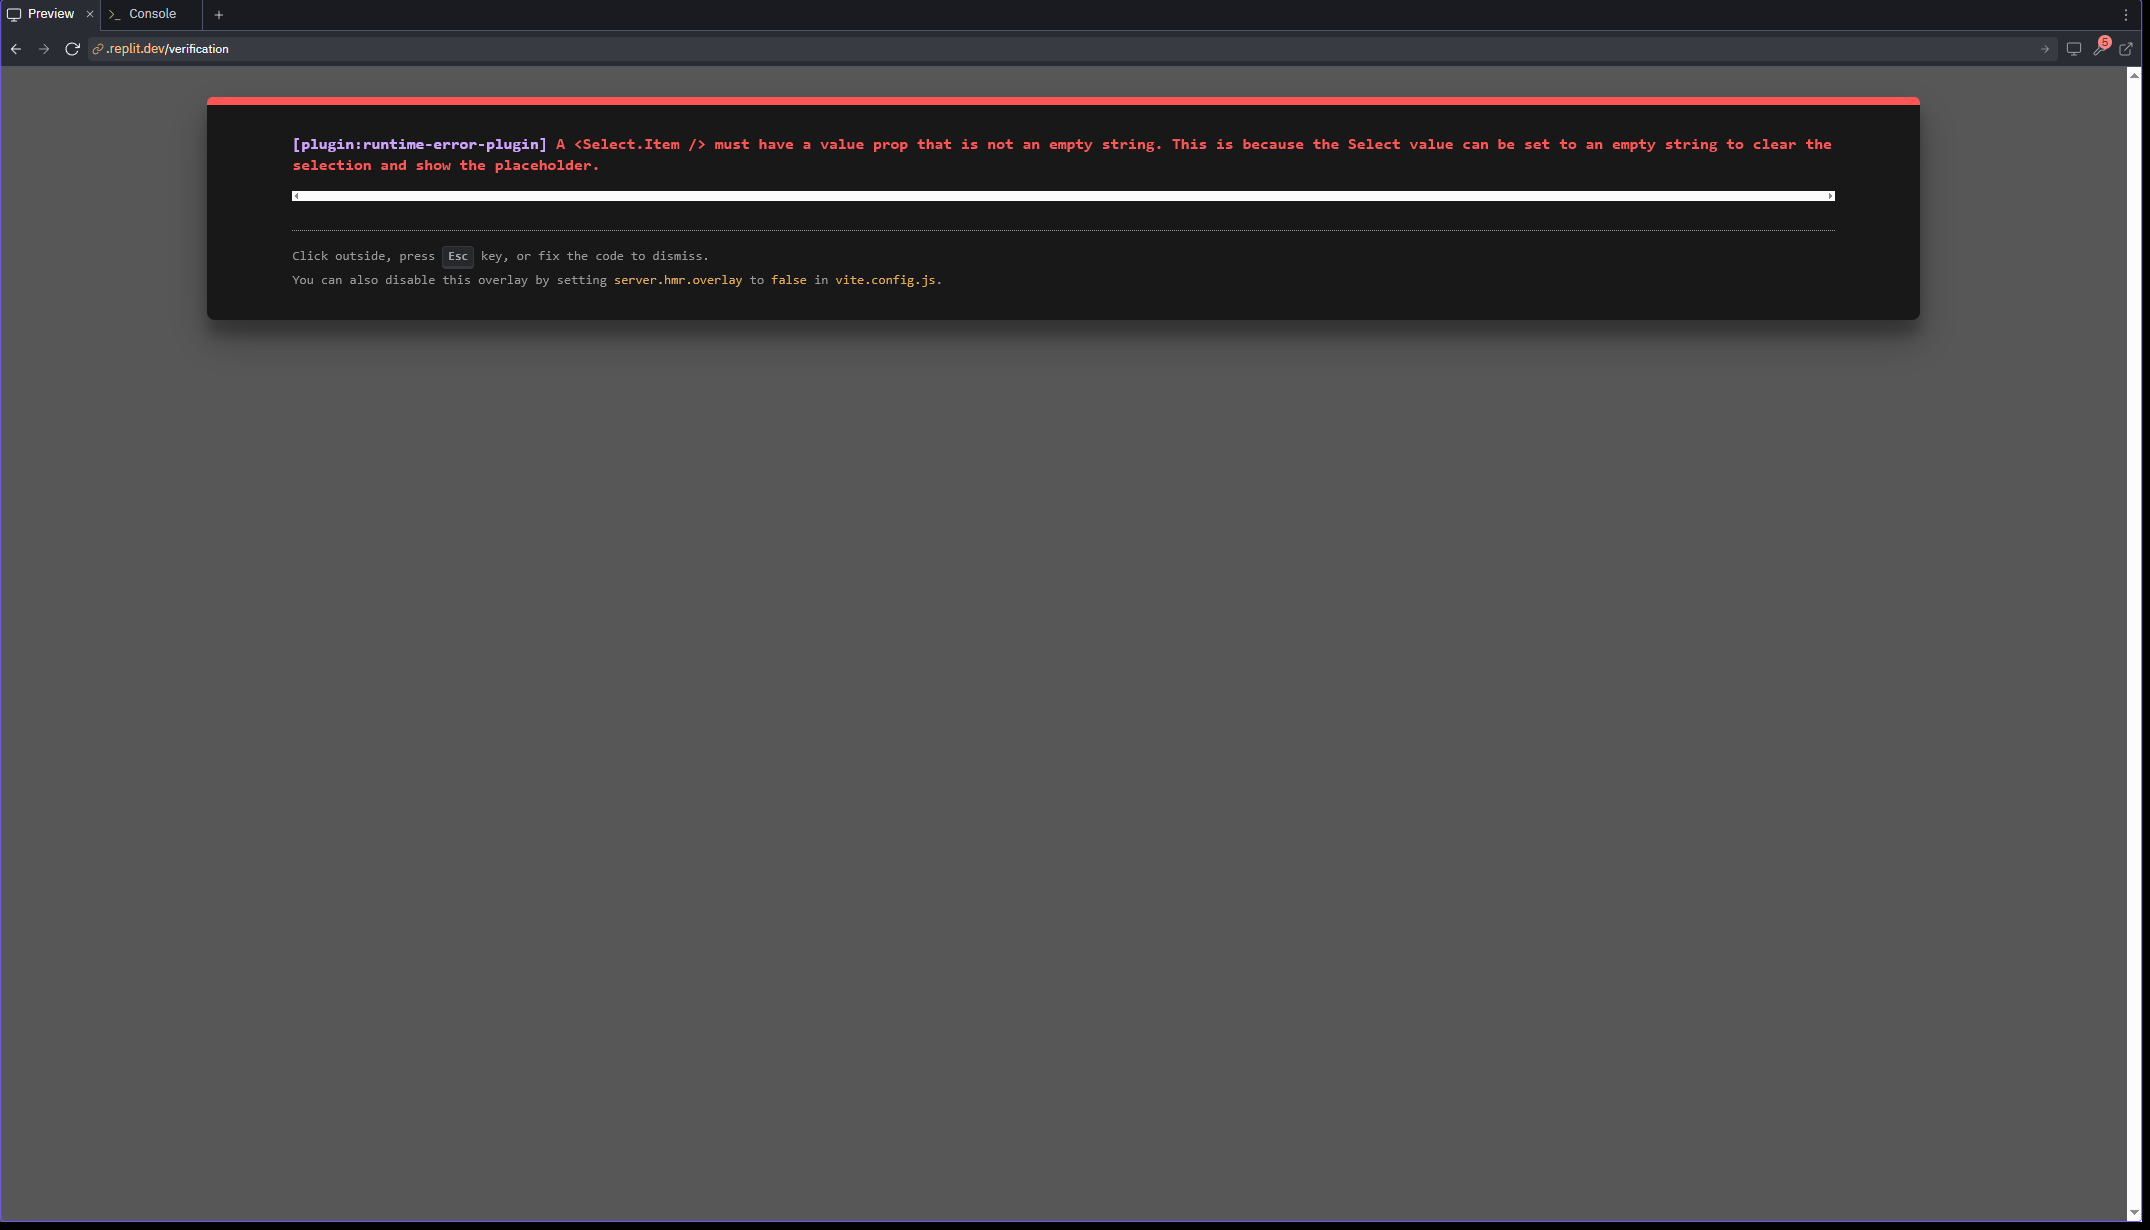 Preview
Console
.replit.dev/verification
5
[plugin:runtime-error-plugin] A <Select.Item /> must have a value prop that is not an empty string. This is because the Select value can be set to an empty string to clear the
selection and show the placeholder.
Click outside, press Esc key, or fix the code to dismiss.
You can also disable this overlay by setting server.hmr.overlay to false in vite.config.js.